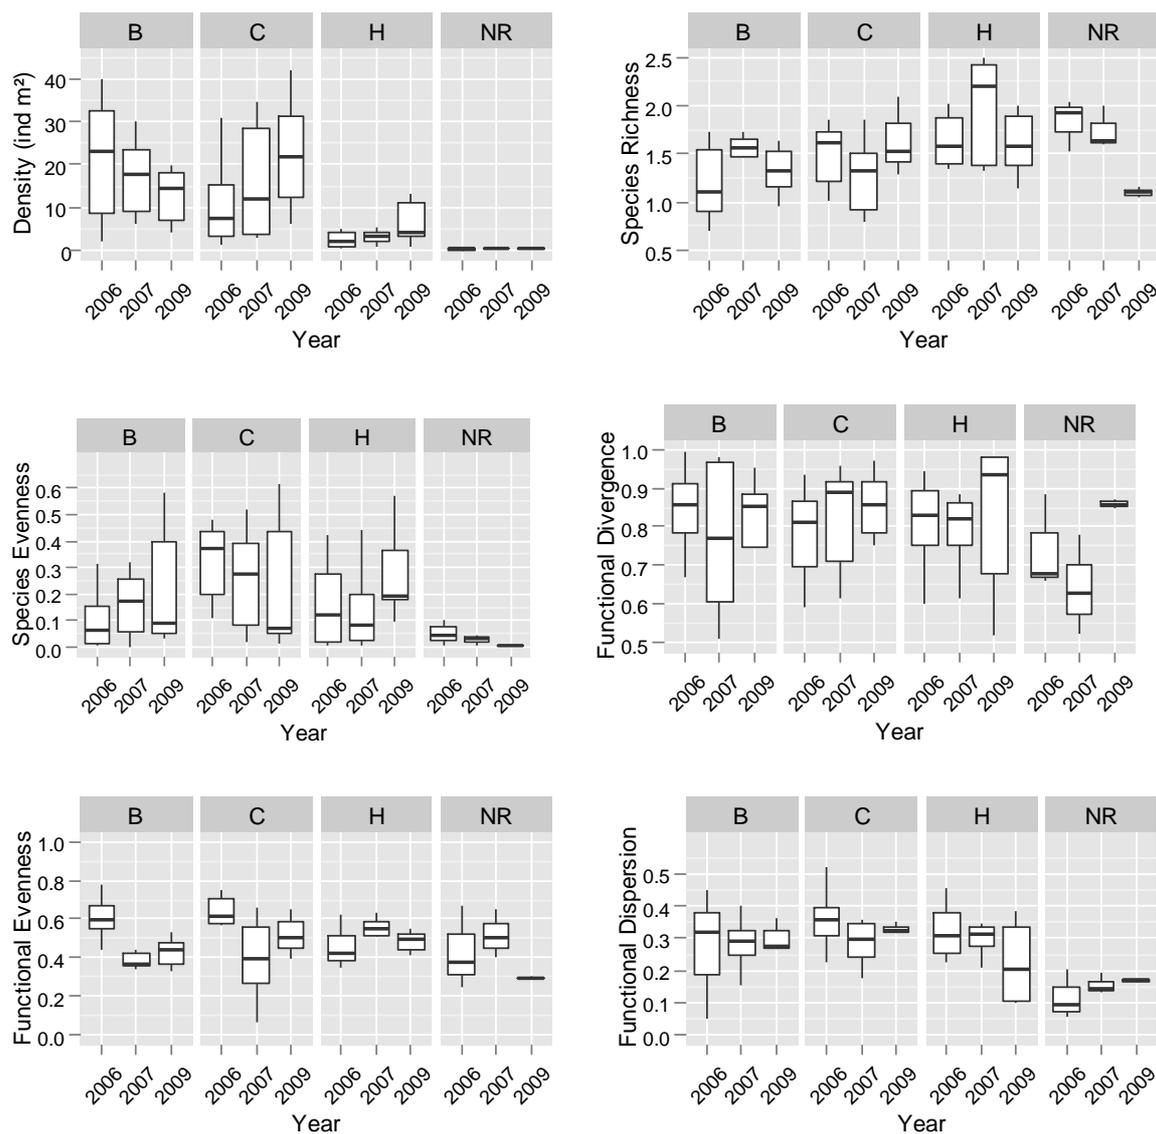 B C H NR
Density (ind m²)
40
30
20
10
0
2006 2007 2009 2006 2007 2009 2006 2007 2009 2006 2007 2009
Year
B C H NR
Species Richness
2.5
2.0
1.5
1.0
0.5
2006 2007 2009 2006 2007 2009 2006 2007 2009 2006 2007 2009
Year
B C H NR
Species Evenness
0.6
0.5
0.4
0.3
0.2
0.1
0.0
2006 2007 2009 2006 2007 2009 2006 2007 2009 2006 2007 2009
Year
B C H NR
Functional Divergence
1.0
0.9
0.8
0.7
0.6
0.5
2006 2007 2009 2006 2007 2009 2006 2007 2009 2006 2007 2009
Year
B C H NR
Functional Evenness
1.0
0.8
0.6
0.4
0.2
0.0
2006 2007 2009 2006 2007 2009 2006 2007 2009 2006 2007 2009
Year
B C H NR
Functional Dispersion
0.5
0.4
0.3
0.2
0.1
0.0
2006 2007 2009 2006 2007 2009 2006 2007 2009 2006 2007 2009
Year